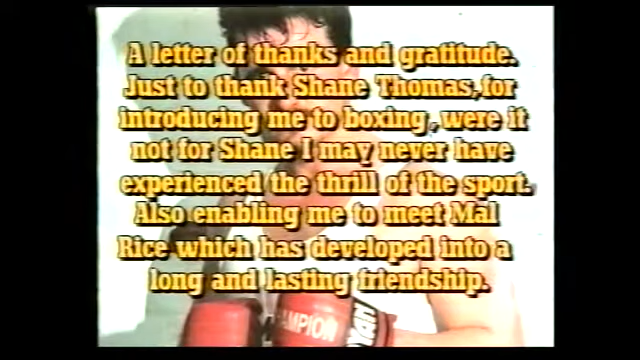 A letter of thanks and gratitude.
Just to thank Shane Thomas, for
introducing me to boxing, were it
not for Shane I may never have
experienced the thrill of the sport.
Also enabling me to meet Mal
Rice which has developed into a
long and lasting friendship.
CHAMPION